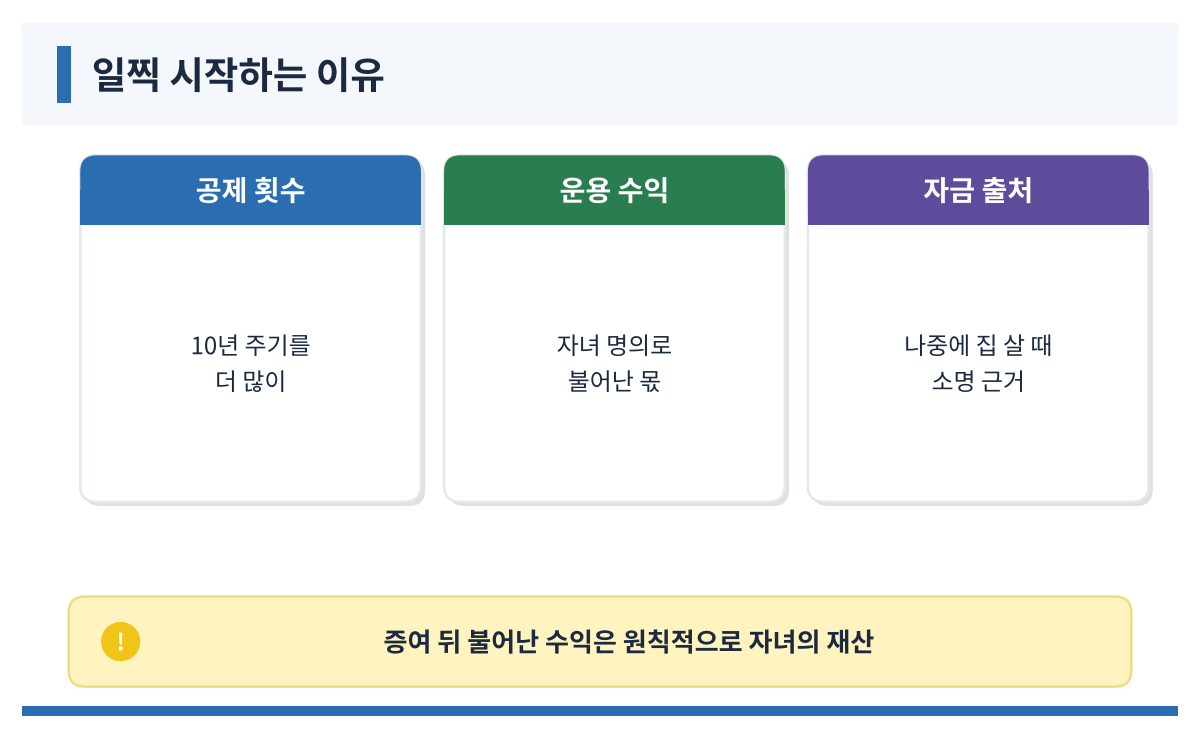 일찍 시작하는 이유
공제 횟수
10년 주기를
더 많이
운용 수익
자녀 명의로
불어난 몫
자금 출처
나중에 집 살 때
소명 근거
!
증여 뒤 불어난 수익은 원칙적으로 자녀의 재산